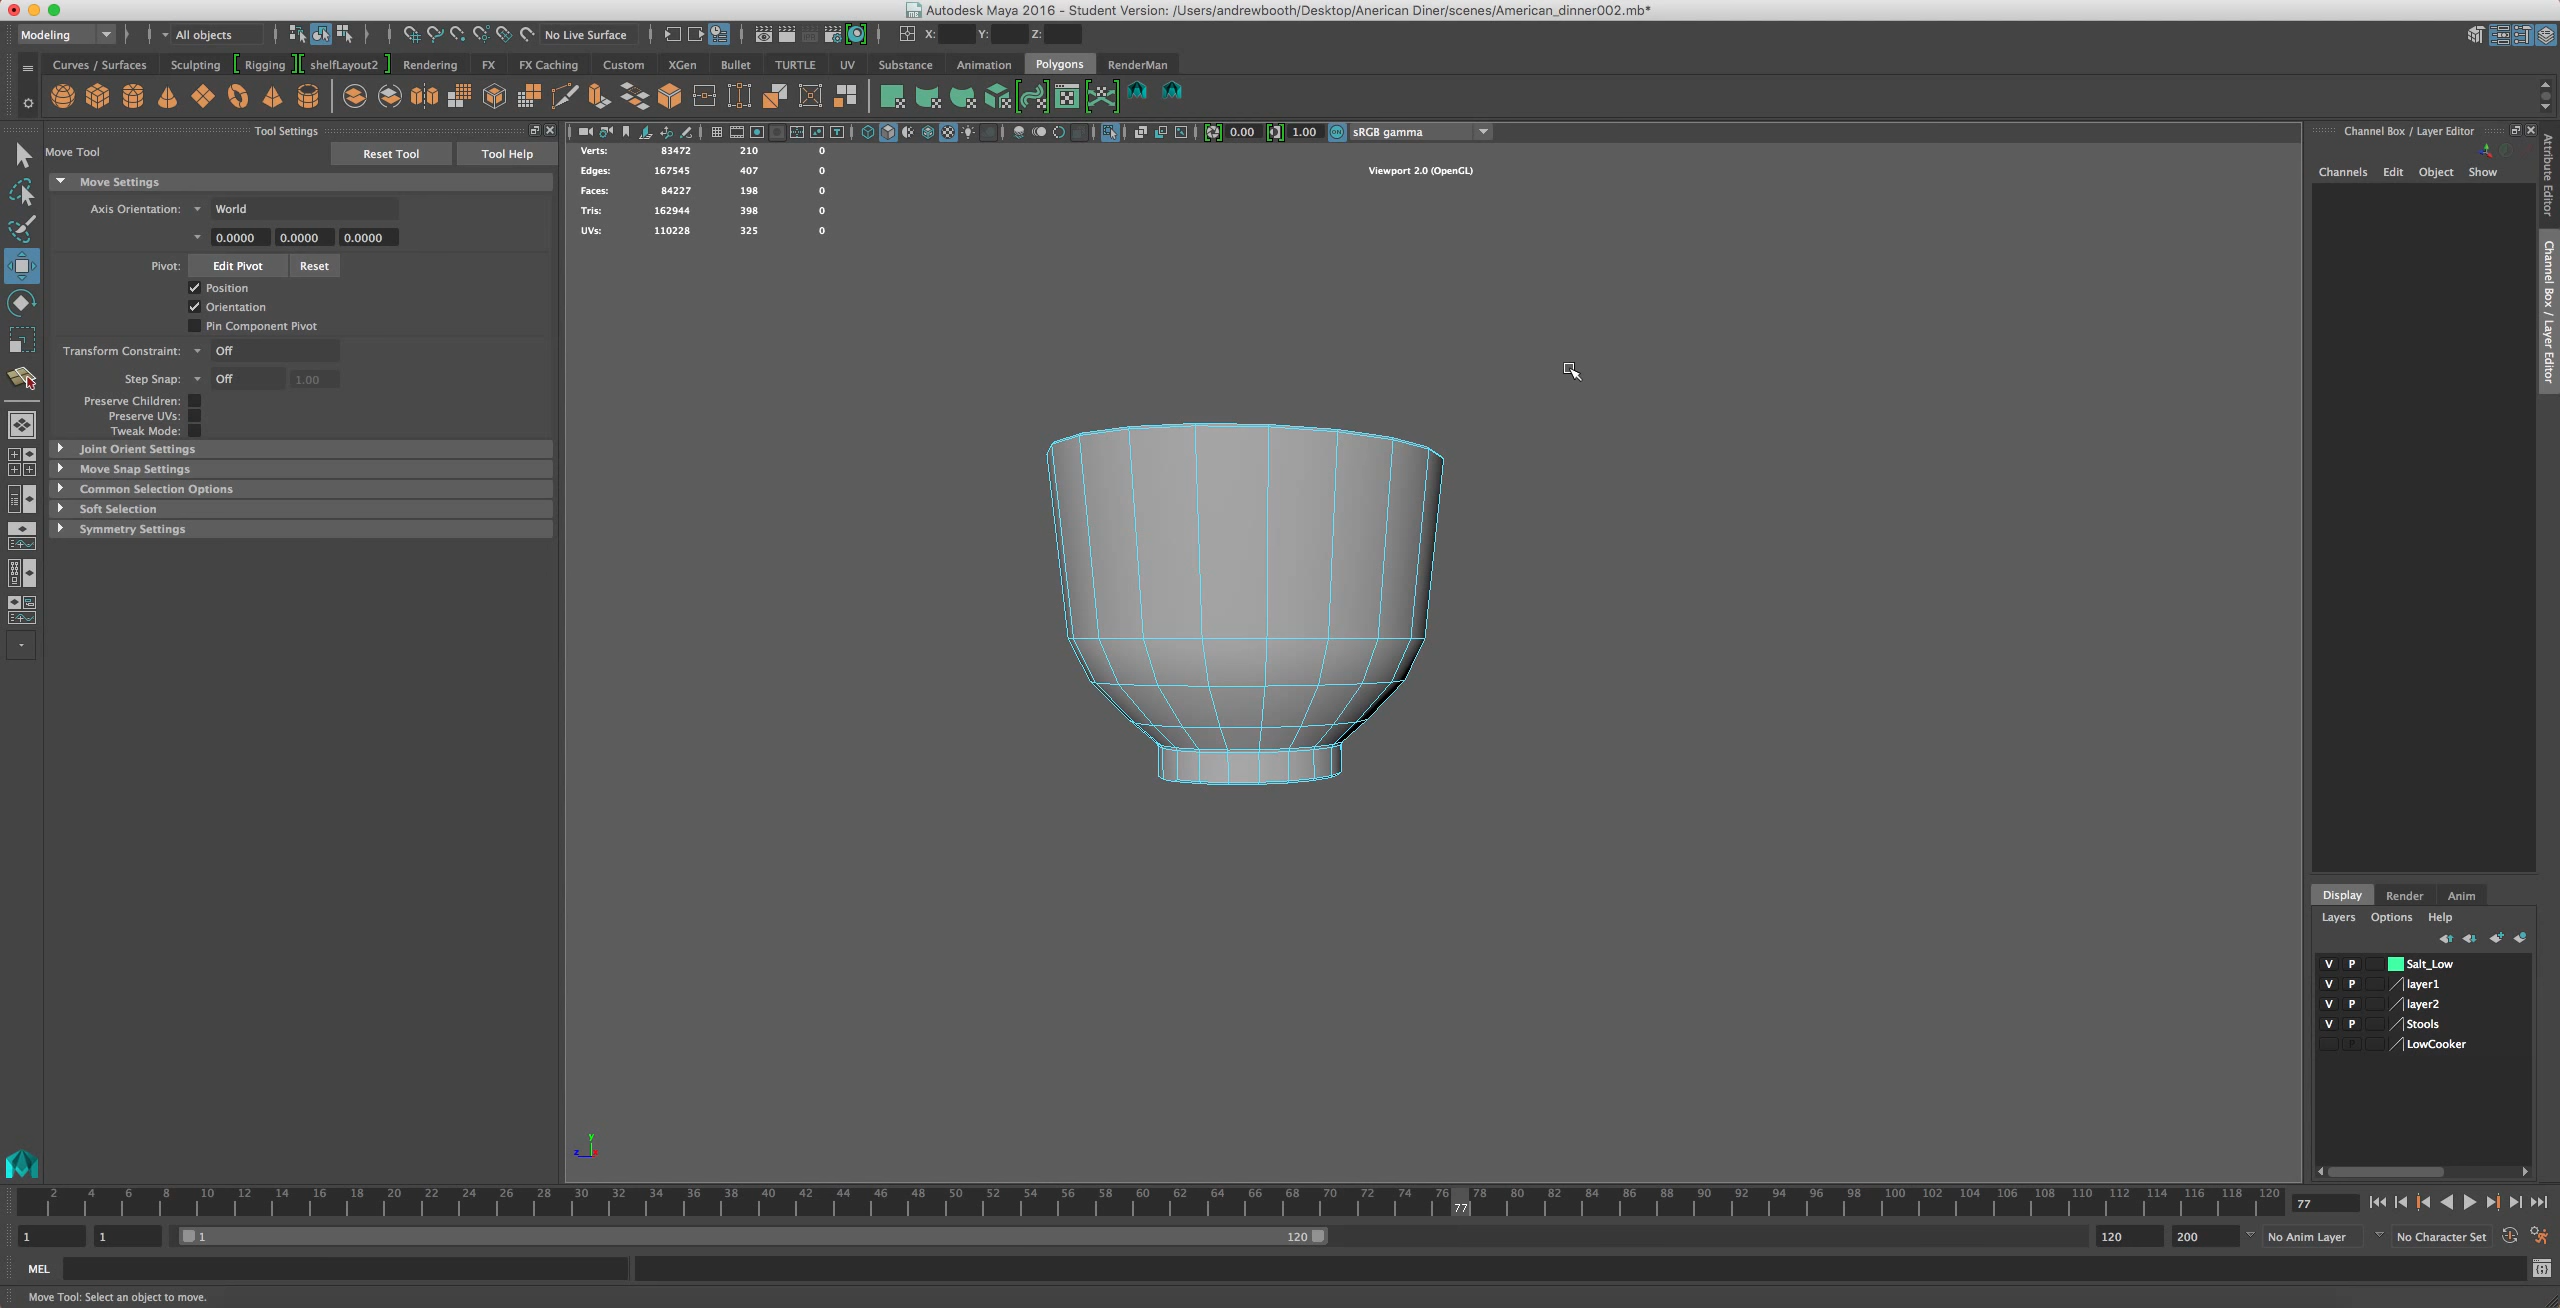 Autodesk Maya 2016 - Student Version: /Users/andrewbooth/Desktop/Anerican Diner/scenes/American_dinner002.mb*
Modeling All objects No Live Surface X: Y: Z:
Curves / Surfaces Sculpting Rigging shelfLayout2 Rendering FX FX Caching Custom XGen Bullet TURTLE UV Substance Animation Polygons RenderMan
Tool Settings
Move Tool Reset Tool Tool Help
Move Settings
Axis Orientation: World
0.0000 0.0000 0.0000
Pivot: Edit Pivot Reset
Position
Orientation
Pin Component Pivot
Transform Constraint: Off
Step Snap: Off 1.00
Preserve Children:
Preserve UVs:
Tweak Mode:
Joint Orient Settings
Move Snap Settings
Common Selection Options
Soft Selection
Symmetry Settings
0.00 1.00 ON sRGB gamma
Verts: 83472 210 0
Edges: 167545 407 0
Faces: 84227 198 0
Tris: 162944 398 0
UVs: 110228 325 0
Viewport 2.0 (OpenGL)
y
z
Channel Box / Layer Editor
Channels Edit Object Show
Attribute Editor
Channel Box / Layer Editor
Display Render Anim
Layers Options Help
V P Salt_Low
V P layer1
V P layer2
V P Stools
P LowCooker
2 4 6 8 10 12 14 16 18 20 22 24 26 28 30 32 34 36 38 40 42 44 46 48 50 52 54 56 58 60 62 64 66 68 70 72 74 76 78 80 82 84 86 88 90 92 94 96 98 100 102 104 106 108 110 112 114 116 118 120
77 77
1 1 1 120 120 200 No Anim Layer No Character Set
MEL
Move Tool: Select an object to move.